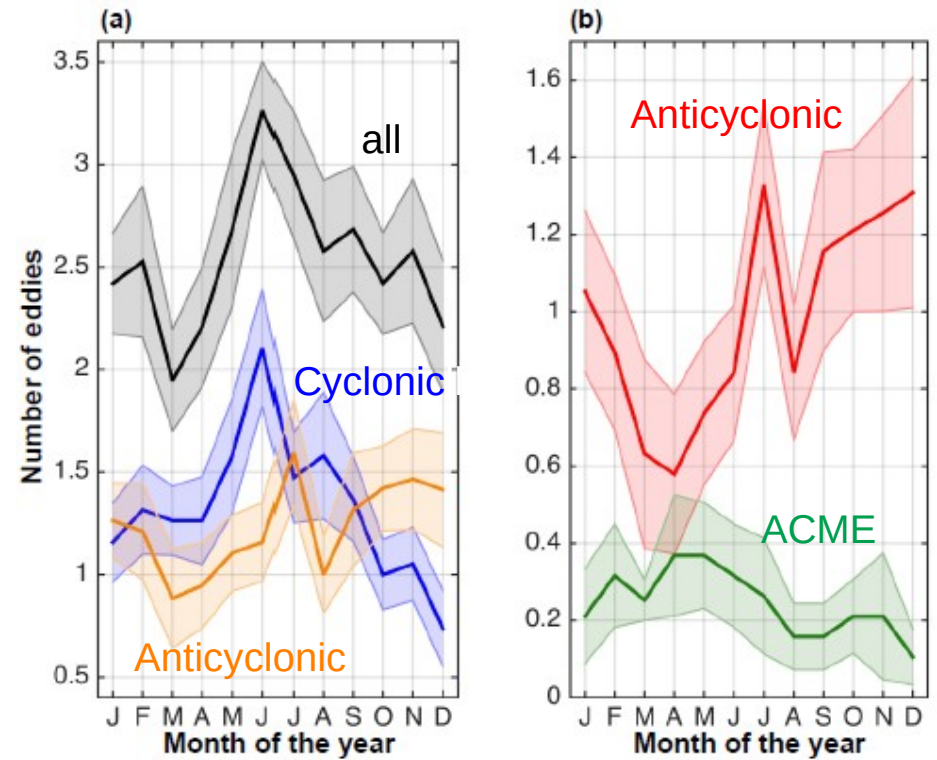 (a)
3.5
3
2.5
2
1.5
1
0.5
Number of eddies
all
Cyclonic
Anticyclonic
J F M A M J J A S O N D
Month of the year
(b)
1.6
1.4
1.2
1
0.8
0.6
0.4
0.2
0
Anticyclonic
ACME
J F M A M J J A S O N D
Month of the year